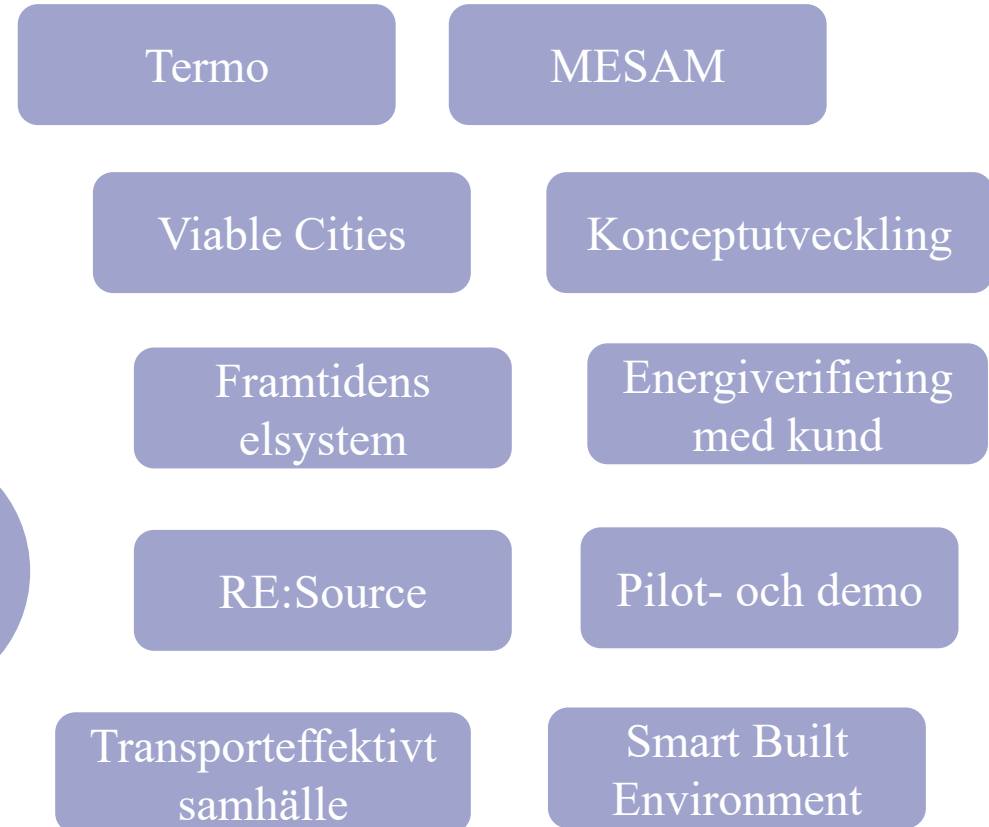 Termo
MESAM
Viable Cities
Konceptutveckling
Framtidens
elsystem
Energiverifiering
med kund
RE:Source
Pilot- och demo
Transporteffektivt
samhälle
Smart Built
Environment